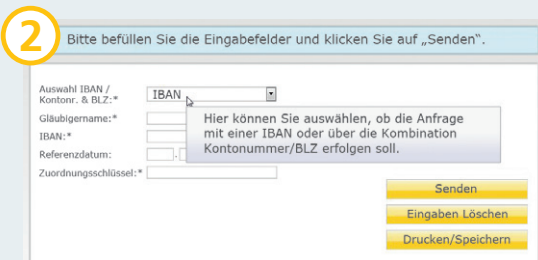 2
Bitte befüllen Sie die Eingabefelder und klicken Sie auf „Senden“.
Auswahl IBAN /
Kontonr. & BLZ:*
IBAN
Gläubigername:*
Hier können Sie auswählen, ob die Anfrage
mit einer IBAN oder über die Kombination
Kontonummer/BLZ erfolgen soll.
IBAN:*
Referenzdatum:
.
Zuordnungsschlüssel:*
Senden
Eingaben Löschen
Drucken/Speichern